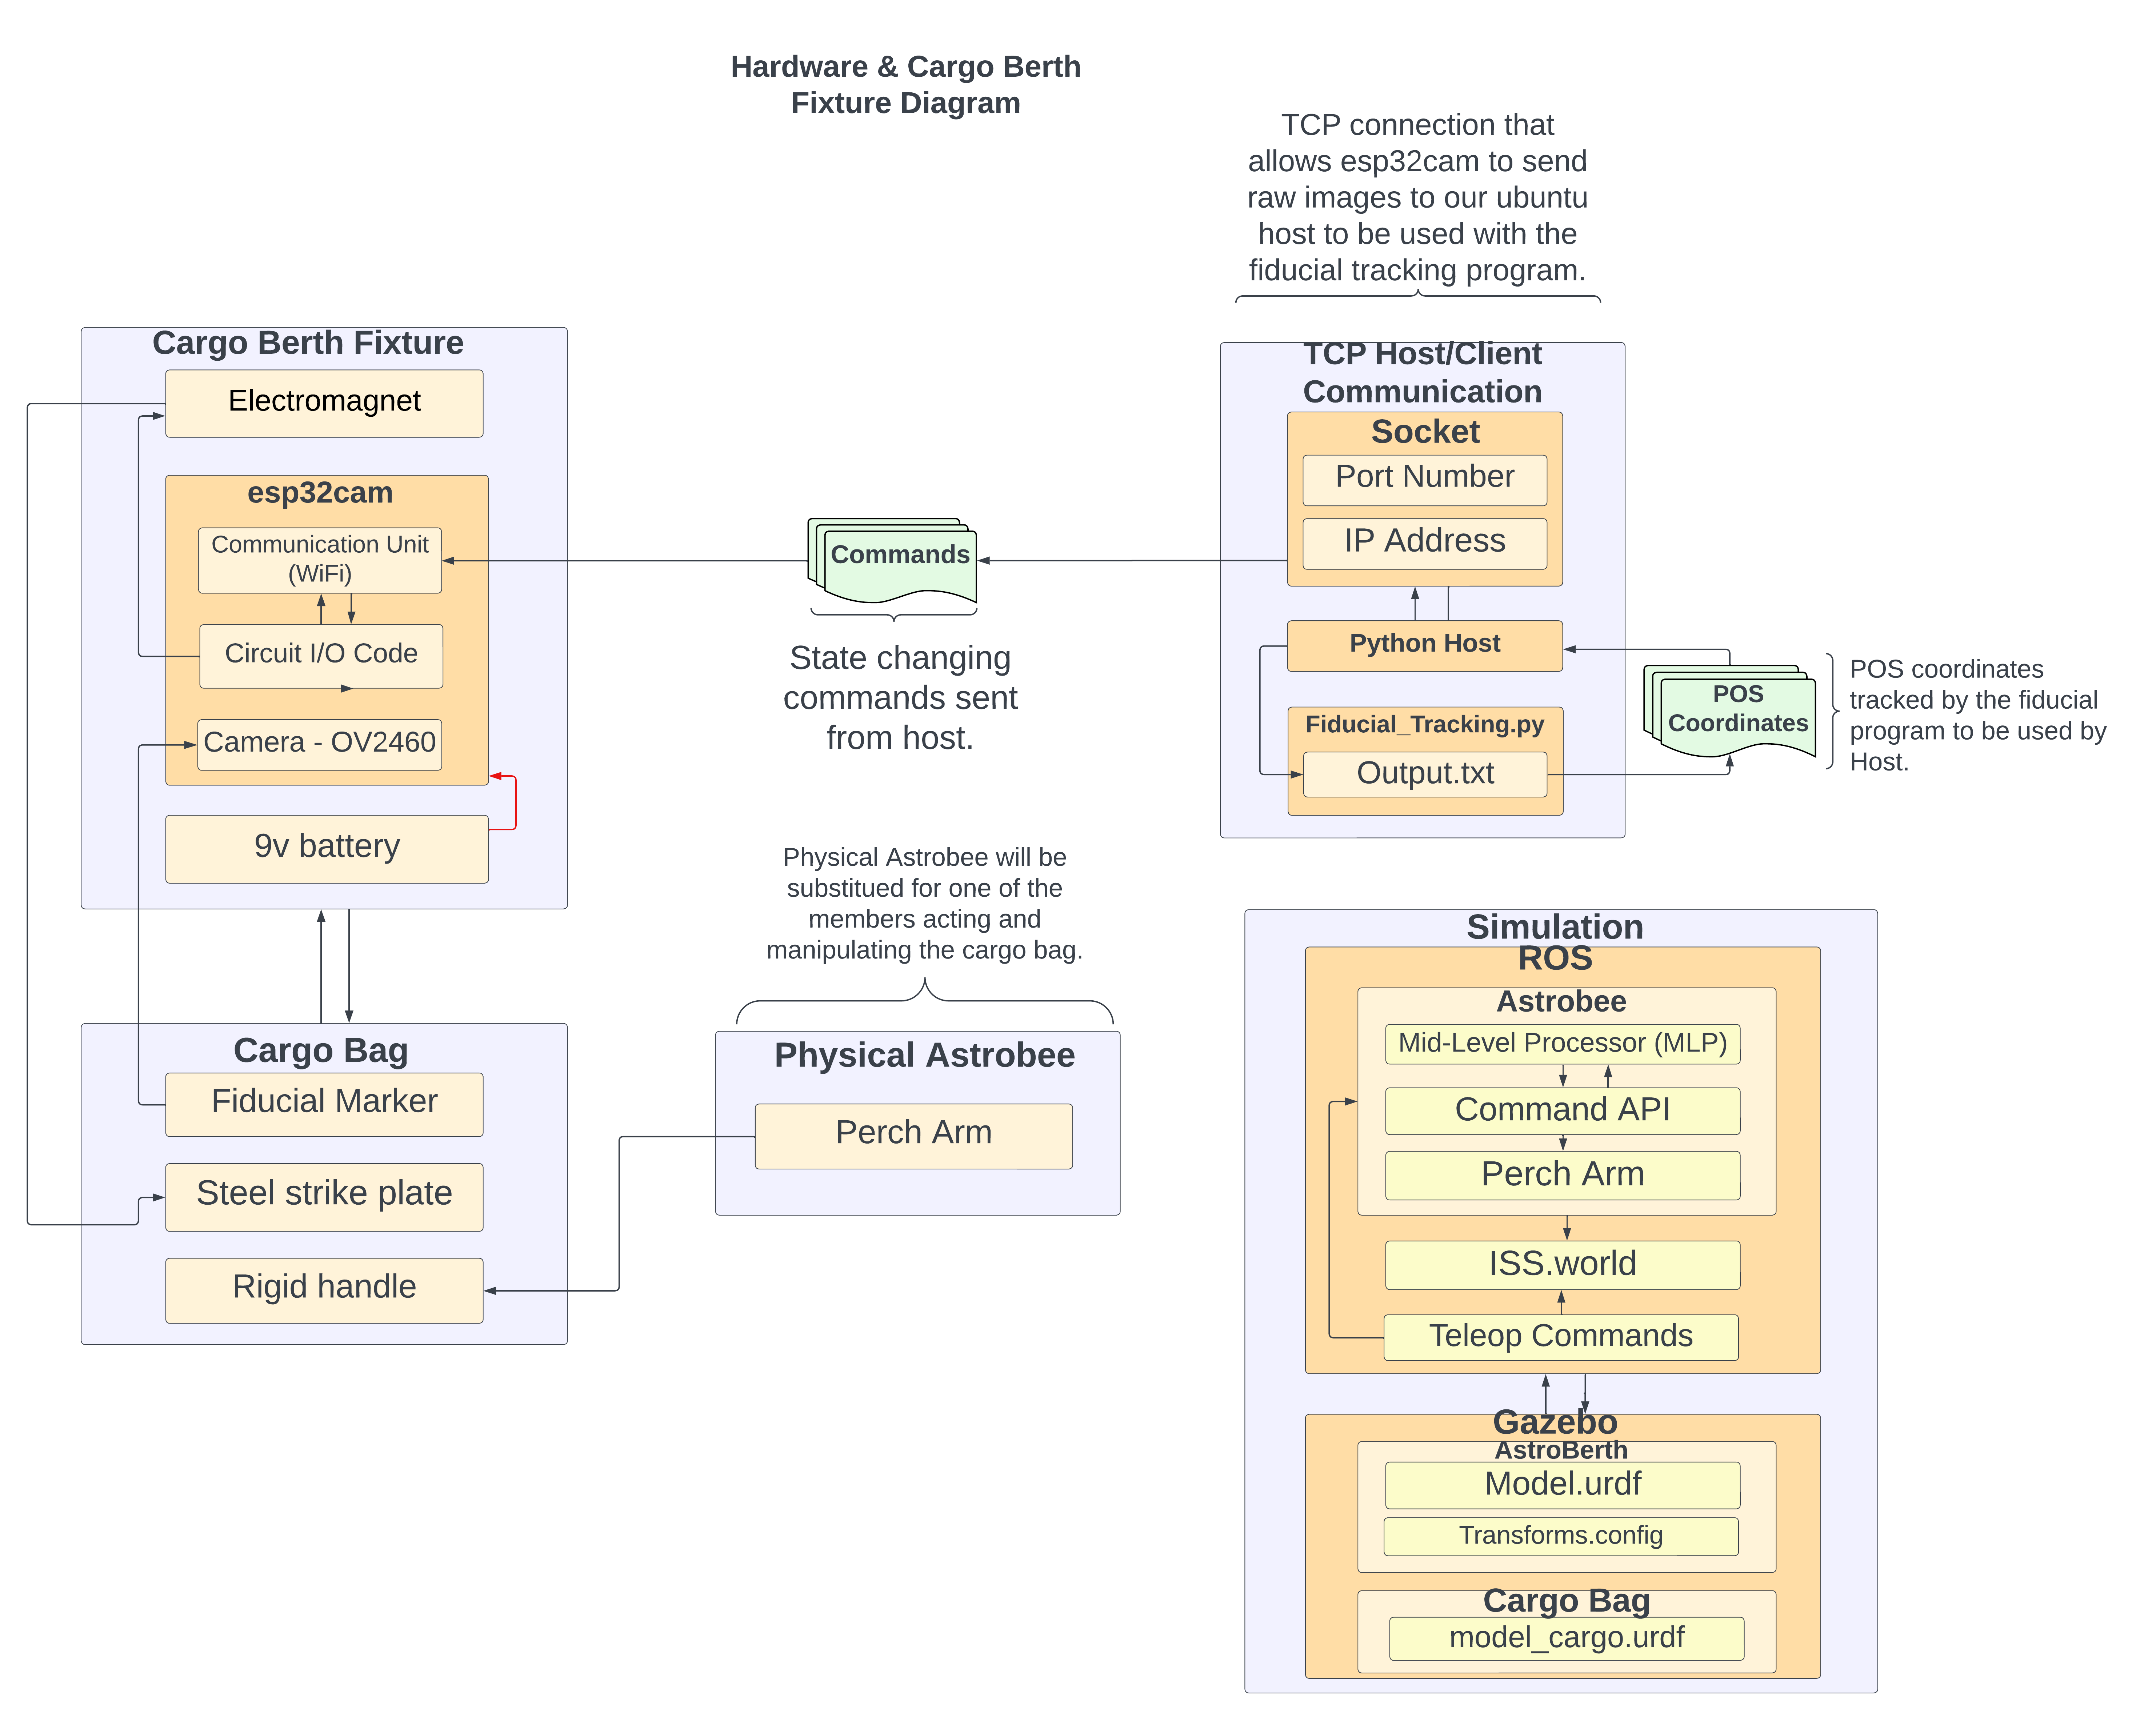 Hardware & Cargo Berth
Fixture Diagram
TCP connection that
allows esp32cam to send
raw images to our ubuntu
host to be used with the
fiducial tracking program.
Cargo Berth Fixture
Electromagnet
esp32cam
Communication Unit
(WiFi)
Circuit I/O Code
Camera - OV2460
9v battery
Commands
State changing
commands sent
from host.
TCP Host/Client
Communication
Socket
Port Number
IP Address
Python Host
Fiducial_Tracking.py
Output.txt
POS
Coordinates
POS coordinates
tracked by the fiducial
program to be used by
Host.
Physical Astrobee will be
substitued for one of the
members acting and
manipulating the cargo bag.
Physical Astrobee
Perch Arm
Cargo Bag
Fiducial Marker
Steel strike plate
Rigid handle
Simulation
ROS
Astrobee
Mid-Level Processor (MLP)
Command API
Perch Arm
ISS.world
Teleop Commands
Gazebo
AstroBerth
Model.urdf
Transforms.config
Cargo Bag
model_cargo.urdf